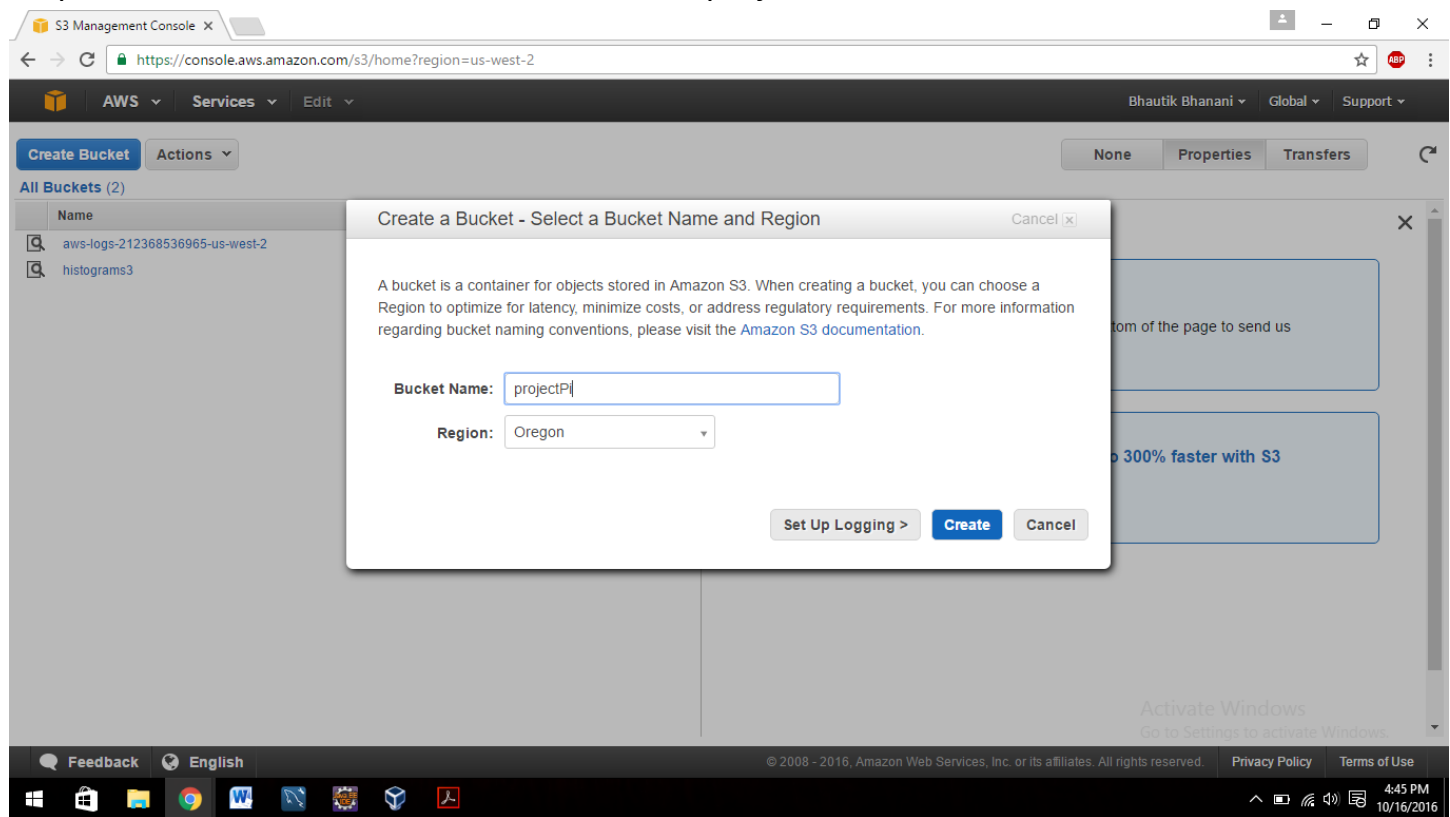 S3 Management Console
https://console.aws.amazon.com/s3/home?region=us-west-2
ABP
AWS Services Edit Bhautik Bhanani Global Support
Create Bucket Actions None Properties Transfers
All Buckets (2)
Name
aws-logs-212368536965-us-west-2
histograms3
Create a Bucket - Select a Bucket Name and Region Cancel x
A bucket is a container for objects stored in Amazon S3. When creating a bucket, you can choose a
Region to optimize for latency, minimize costs, or address regulatory requirements. For more information
regarding bucket naming conventions, please visit the Amazon S3 documentation.
tom of the page to send us
Bucket Name: projectPi
Region: Oregon
o 300% faster with S3
Set Up Logging > Create Cancel
Activate Windows
Go to Settings to activate Windows.
Feedback English © 2008 - 2016, Amazon Web Services, Inc. or its affiliates. All rights reserved. Privacy Policy Terms of Use
4:45 PM
10/16/2016